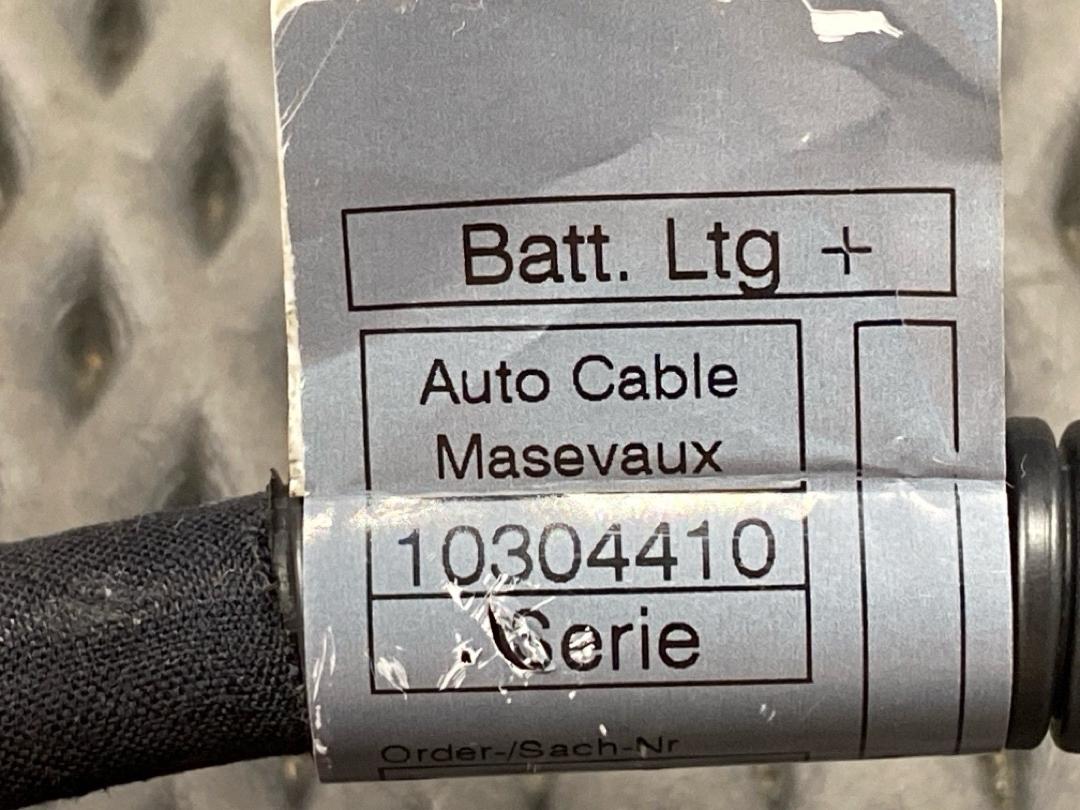 Batt. Ltg +
Auto Cable
Masevaux
10304410
Serie
Order-/Sach-Nr